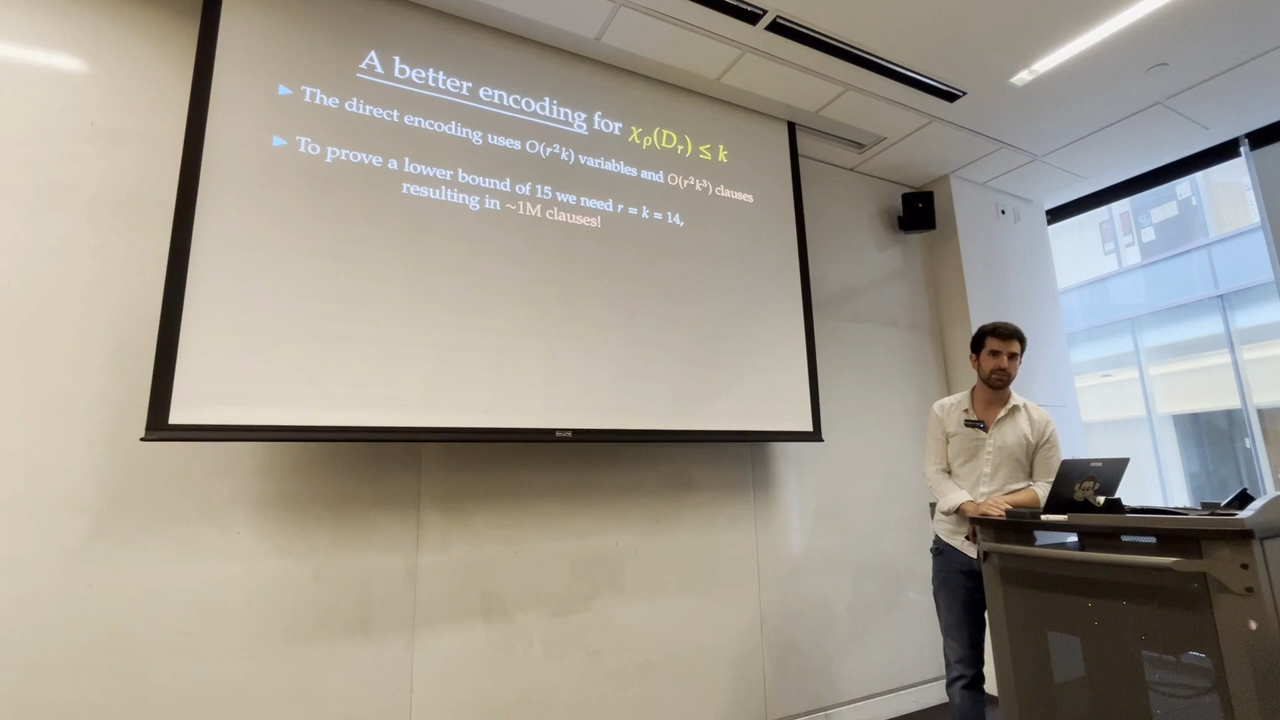 A better encoding for χρ(Dr) ≤ k
▶ The direct encoding uses O(r²k) variables and O(r²k³) clauses
▶ To prove a lower bound of 15 we need r = k = 14,
resulting in ~1M clauses!